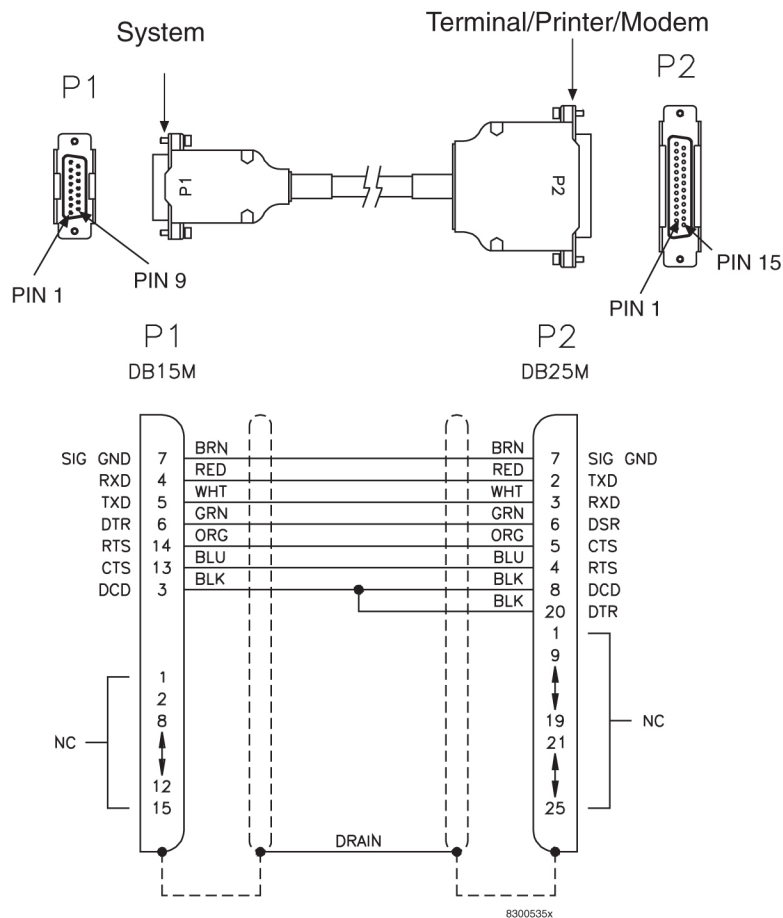 System
Terminal/Printer/Modem
P1
P2
P1
P2
PIN 1
PIN 9
PIN 1
PIN 15
P1
DB15M
P2
DB25M
SIG GND 7 BRN BRN 7 SIG GND
RXD 4 RED RED 2 TXD
TXD 5 WHT WHT 3 RXD
DTR 6 GRN GRN 6 DSR
RTS 14 ORG ORG 5 CTS
CTS 13 BLU BLU 4 RTS
DCD 3 BLK BLK 8 DCD
BLK 20 DTR
1
9
19
21
25
NC
1
2
8
12
15
NC
DRAIN
8300535x